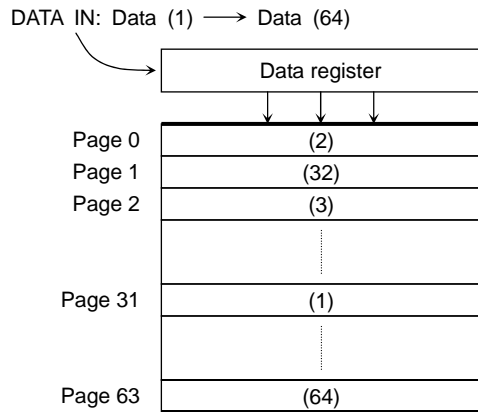 DATA IN: Data (1) → Data (64)
Data register
Page 0 (2)
Page 1 (32)
Page 2 (3)
Page 31 (1)
Page 63 (64)